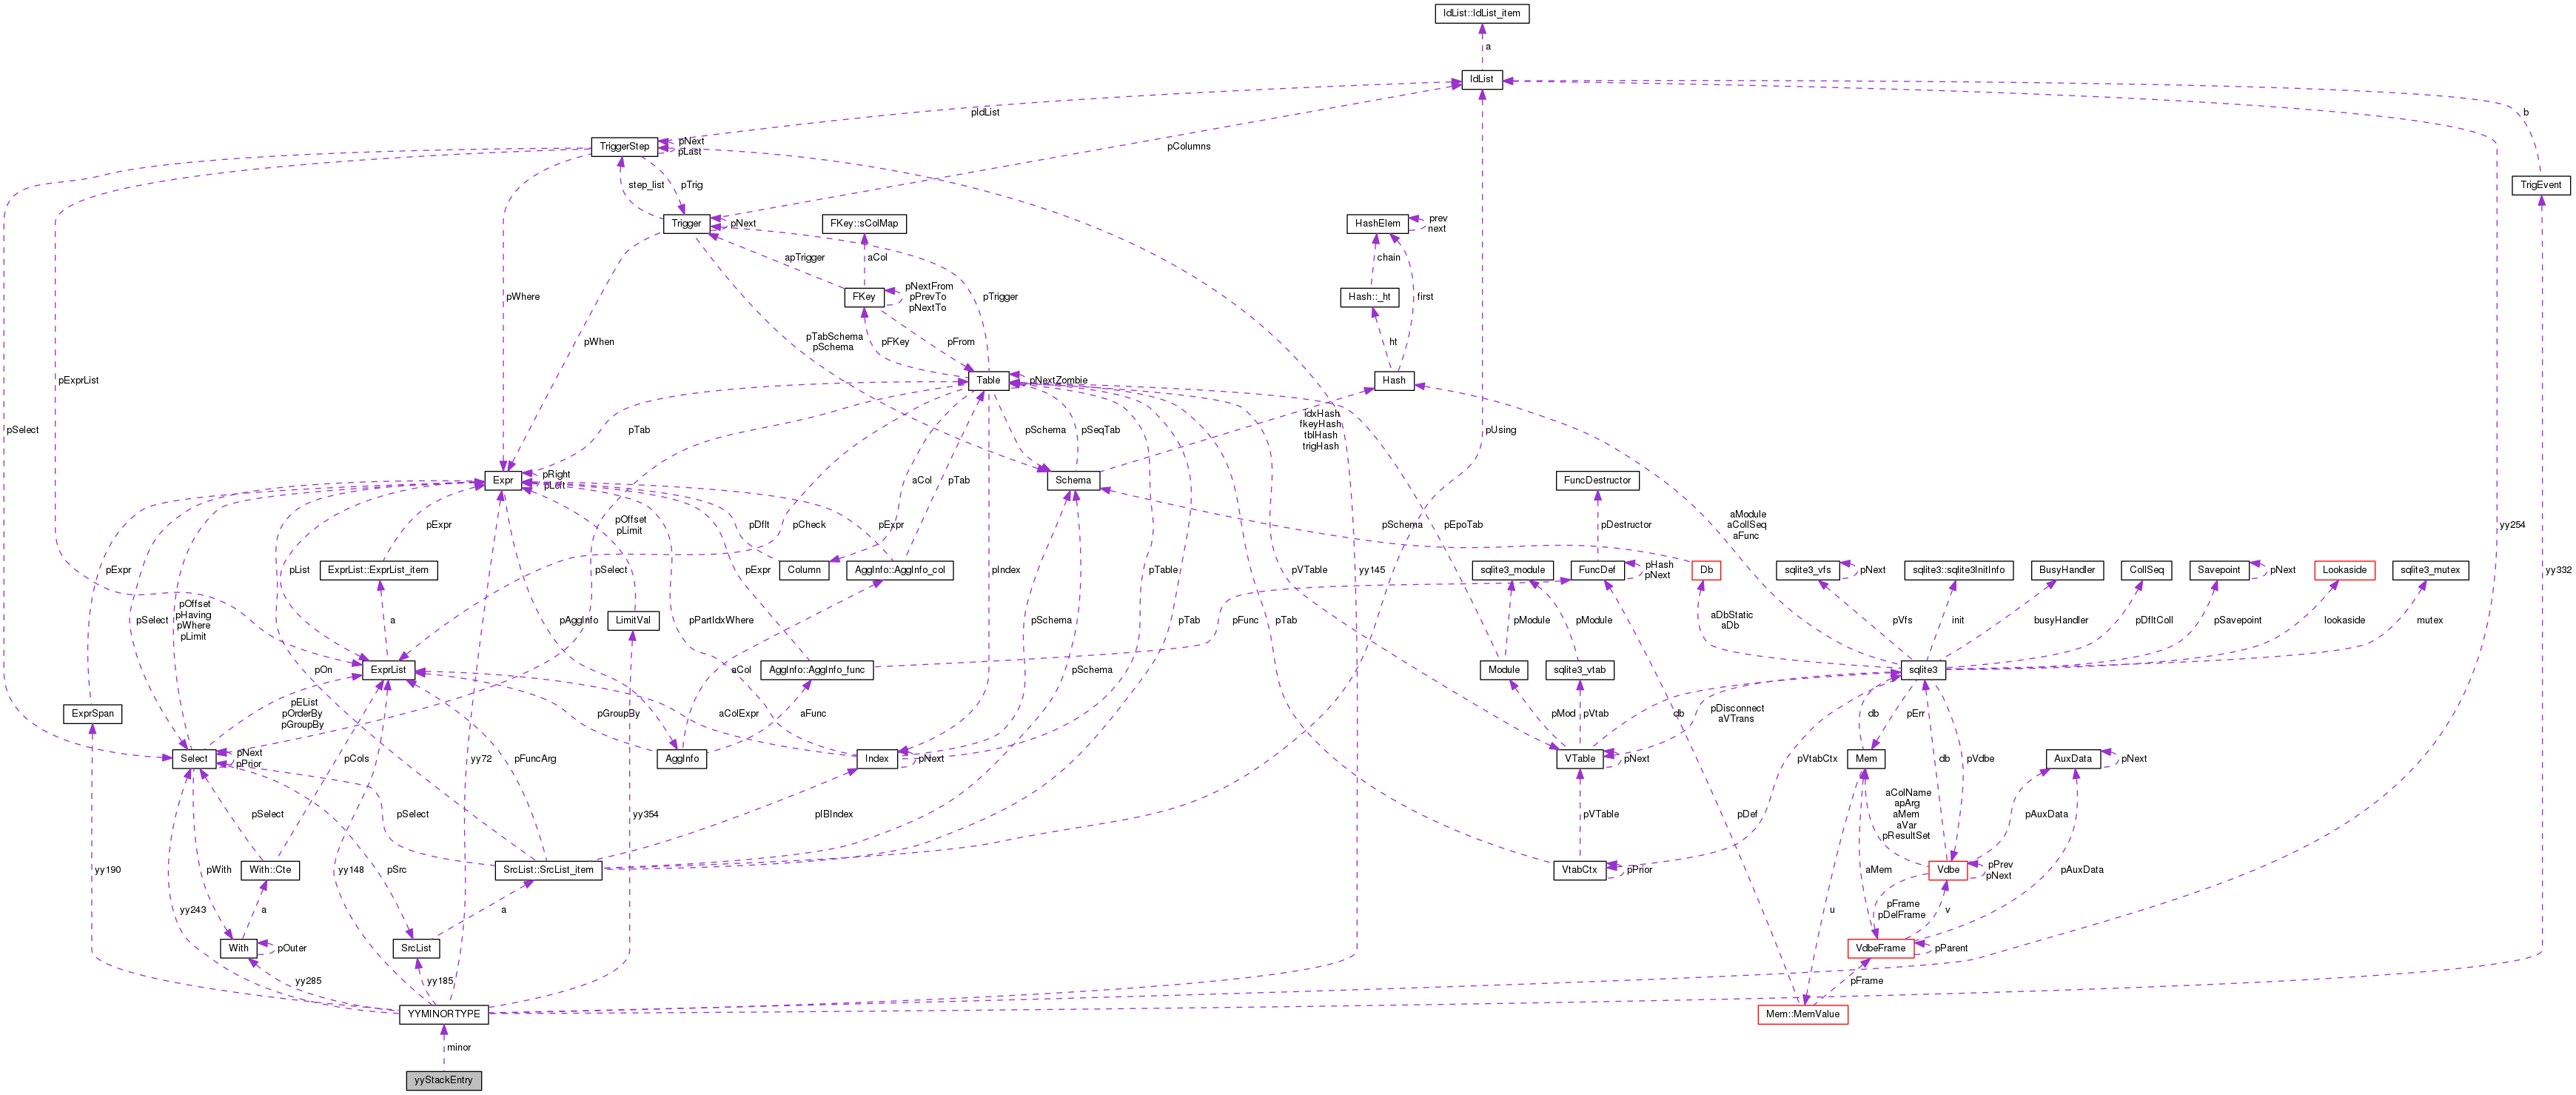 IdList::IdList_item
a
IdList
pIdList
b
TriggerStep
pNext
pLast
pColumns
TrigEvent
step_list
pTrig
Trigger
pNext
FKey::sColMap
HashElem
prev
next
apTrigger
aCol
chain
pWhere
FKey
pNextFrom
pPrevTo
pNextTo
pTrigger
Hash::_ht
first
pWhen
pTabSchema
pSchema
pFKey
pFrom
ht
pExprList
Table
pNextZombie
Hash
pSelect
pTab
pSchema
pSeqTab
idxHash
fkeyHash
tblHash
trigHash
pUsing
Expr
pRight
pLeft
aCol
pTab
Schema
FuncDestructor
pOffset
pLimit
pCheck
pDflt
pExpr
pEpoTab
pSchema
pDestructor
aModule
aCollSeq
aFunc
yy254
pExpr
pExpr
pList
ExprList::ExprList_item
pSelect
Column
AggInfo::AggInfo_col
pIndex
pTable
pVTable
yy145
sqlite3_module
FuncDef
pHash
pNext
Db
sqlite3_vfs
pNext
sqlite3::sqlite3InitInfo
BusyHandler
CollSeq
Savepoint
pNext
Lookaside
sqlite3_mutex
yy332
pSelect
pOffset
pHaving
pWhere
pLimit
a
pAggInfo
LimitVal
pPartIdxWhere
pExpr
pSchema
pTab
pFunc
pTab
pModule
pModule
aDbStatic
aDb
pVfs
init
busyHandler
pDfltColl
pSavepoint
lookaside
mutex
ExprList
pOn
aCol
AggInfo::AggInfo_func
pSchema
Module
sqlite3_vtab
sqlite3
ExprSpan
pEList
pOrderBy
pGroupBy
pGroupBy
aFunc
aColExpr
pMod
pVtab
db
pDisconnect
aVTrans
db
pErr
Select
pNext
pPrior
pCols
yy72
pFuncArg
AggInfo
Index
pNext
VTable
pNext
pVtabCtx
Mem
db
pVdbe
AuxData
pNext
pSelect
pSelect
yy354
pIBIndex
pVTable
pDef
aColName
apArg
aMem
aVar
pResultSet
pAuxData
yy190
pWith
With::Cte
yy148
pSrc
SrcList::SrcList_item
VtabCtx
pPrior
aMem
Vdbe
pPrev
pNext
pAuxData
yy243
a
a
u
pFrame
pDelFrame
v
With
pOuter
SrcList
VdbeFrame
pParent
yy285
yy185
pFrame
YYMINORTYPE
Mem::MemValue
minor
yyStackEntry